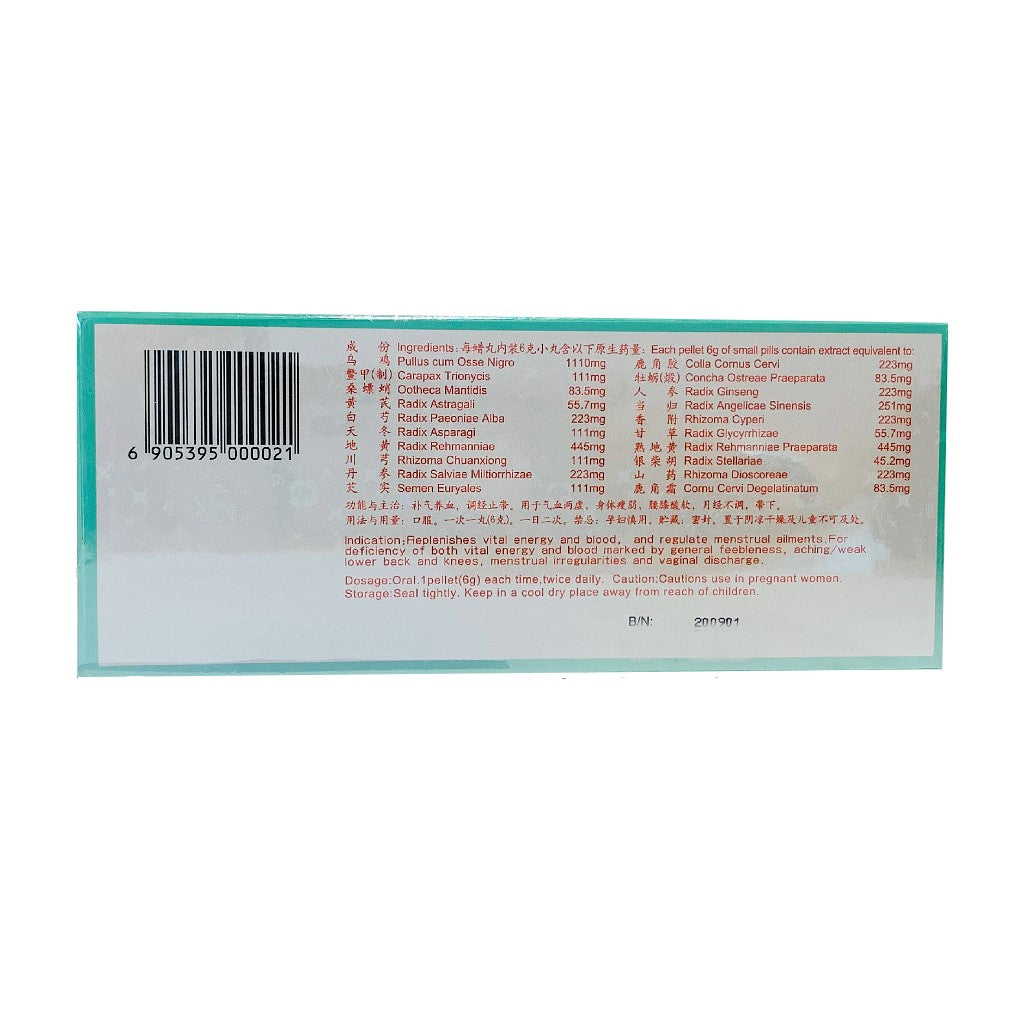 成 份 Ingredients:每蜡丸内装6克小丸含以下原生药量: Each pellet 6g of small pills contain extract equivalent to:
乌 鸡 Pullus cum Osse Nigro 1110mg 鹿角胶 Colla Cornus Cervi 223mg
鳖甲(制) Carapax Trionycis 111mg 牡蛎(煅) Concha Ostreae Praeparata 83.5mg
桑螵蛸 Ootheca Mantidis 83.5mg 人 参 Radix Ginseng 223mg
黄 芪 Radix Astragali 55.7mg 当 归 Radix Angelicae Sinensis 251mg
白 芍 Radix Paeoniae Alba 223mg 香 附 Rhizoma Cyperi 223mg
天 冬 Radix Asparagi 111mg 甘 草 Radix Glycyrrhizae 55.7mg
地 黄 Radix Rehmanniae 445mg 熟地黄 Radix Rehmanniae Praeparata 445mg
川 芎 Rhizoma Chuanxiong 111mg 银柴胡 Radix Stellariae 45.2mg
丹 参 Radix Salviae Miltiorrhizae 223mg 山 药 Rhizoma Dioscoreae 223mg
芡 实 Semen Euryales 111mg 鹿角霜 Cornu Cervi Degelatinatum 83.5mg
功能与主治: 补气养血, 调经止带。用于气血两虚, 身体瘦弱, 腰膝酸软, 月经不调, 带下。
用法与用量: 口服。一次一丸(6克)。一日二次。禁忌: 孕妇慎用。贮藏: 密封。置于阴凉干燥及儿童不可及处。
Indication:Replenishes vital energy and blood, and regulate menstrual ailments.For
deficiency of both vital energy and blood marked by general feebleness, aching/weak
lower back and knees, menstrual irregularities and vaginal discharge.
Dosage:Oral.1pellet(6g) each time,twice daily. Caution:Cautions use in pregnant women.
Storage:Seal tightly. Keep in a cool dry place away from reach of children.
6 905395 000021
B/N: 200901